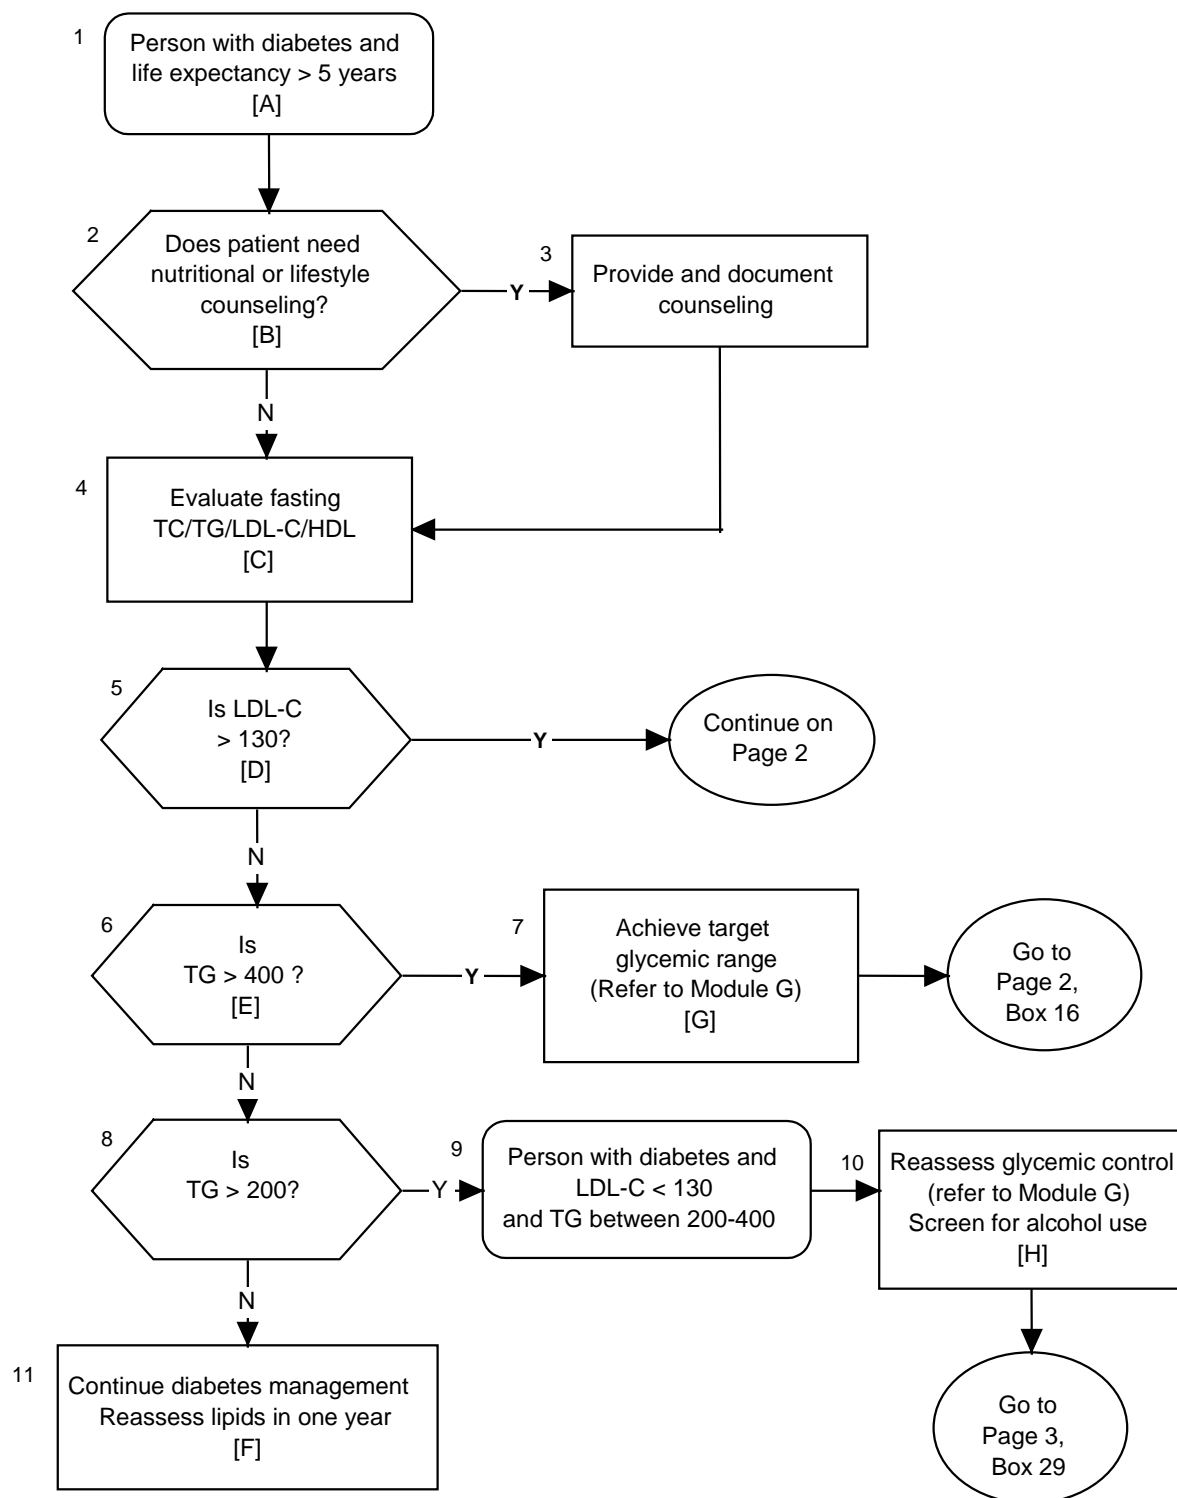 1
Person with diabetes and
life expectancy > 5 years
[A]
2
Does patient need
nutritional or lifestyle
counseling?
[B]
Y
3
Provide and document
counseling
N
4
Evaluate fasting
TC/TG/LDL-C/HDL
[C]
5
Is LDL-C
> 130?
[D]
Y
Continue on
Page 2
N
6
Is
TG > 400 ?
[E]
Y
7
Achieve target
glycemic range
(Refer to Module G)
[G]
Go to
Page 2,
Box 16
N
8
Is
TG > 200?
Y
9
Person with diabetes and
LDL-C < 130
and TG between 200-400
10
Reassess glycemic control
(refer to Module G)
Screen for alcohol use
[H]
N
11
Continue diabetes management
Reassess lipids in one year
[F]
Go to
Page 3,
Box 29